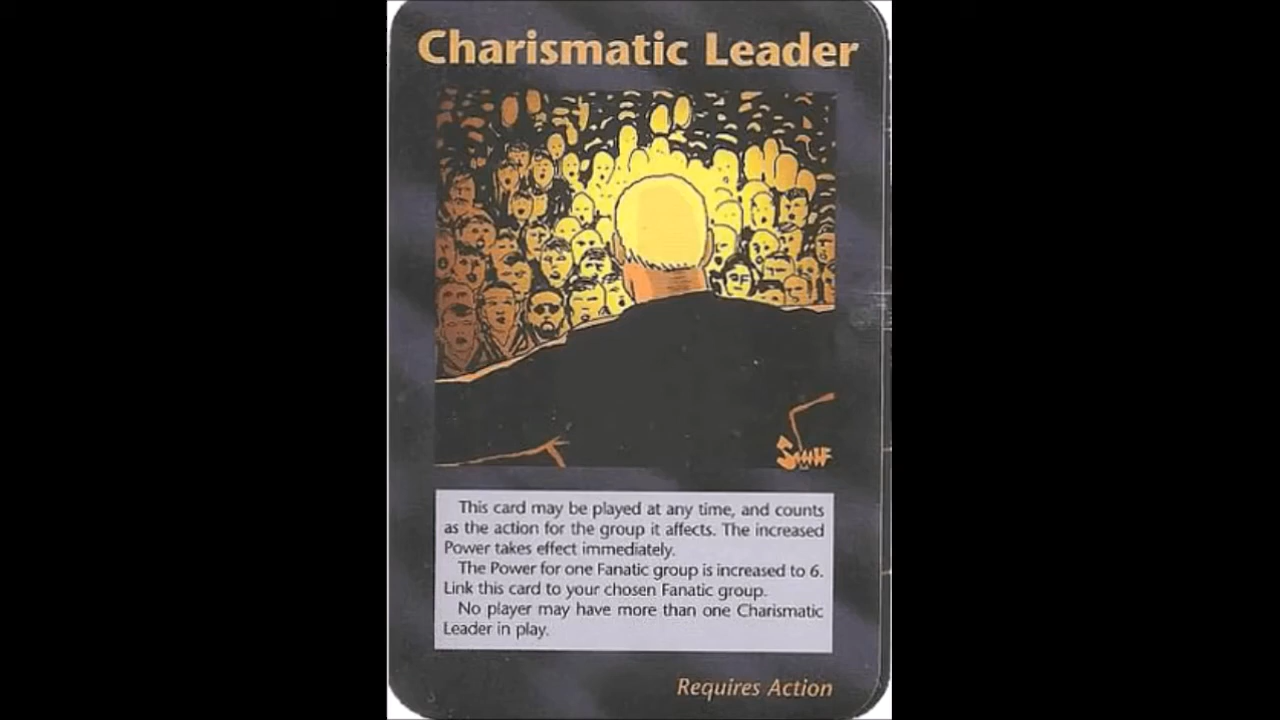 Charismatic Leader
This card may be played at any time, and counts
as the action for the group it affects. The increased
Power takes effect immediately.
The Power for one Fanatic group is increased to 6.
Link this card to your chosen Fanatic group.
No player may have more than one Charismatic
Leader in play.
Requires Action